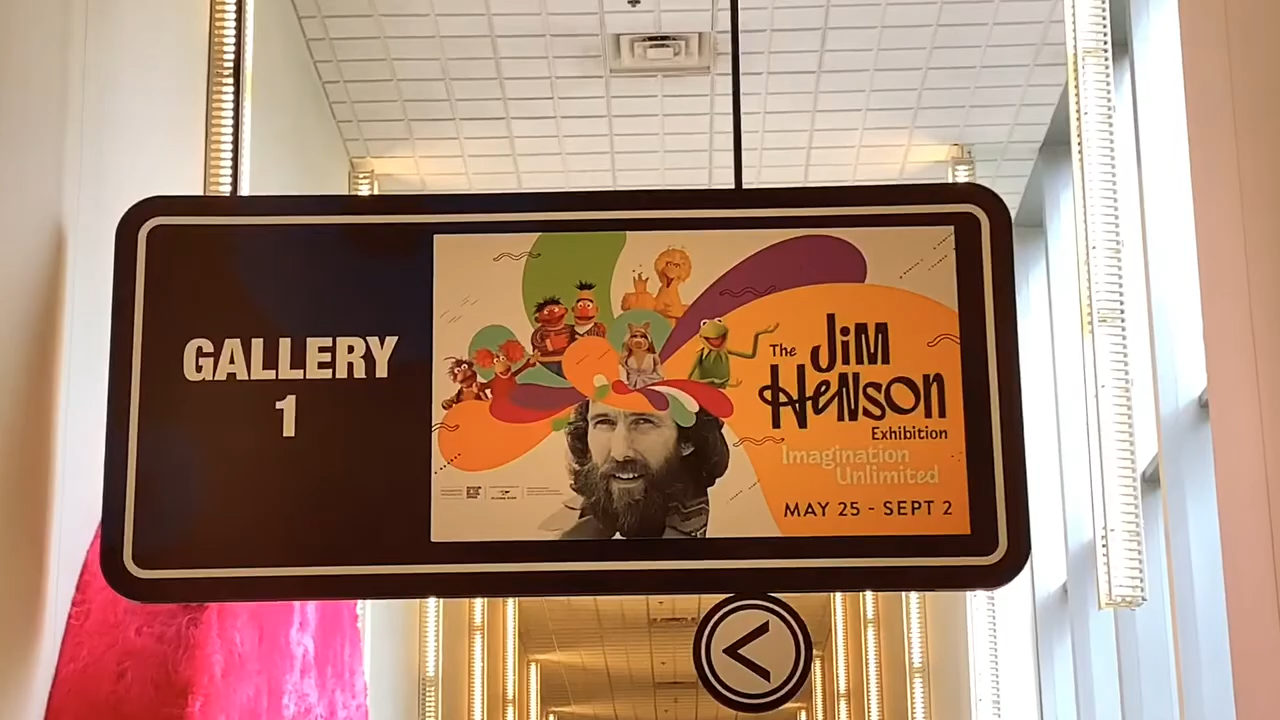 GALLERY
1
The JiM
HeNSON
Exhibition
Imagination
Unlimited
MAY 25 - SEPT 2